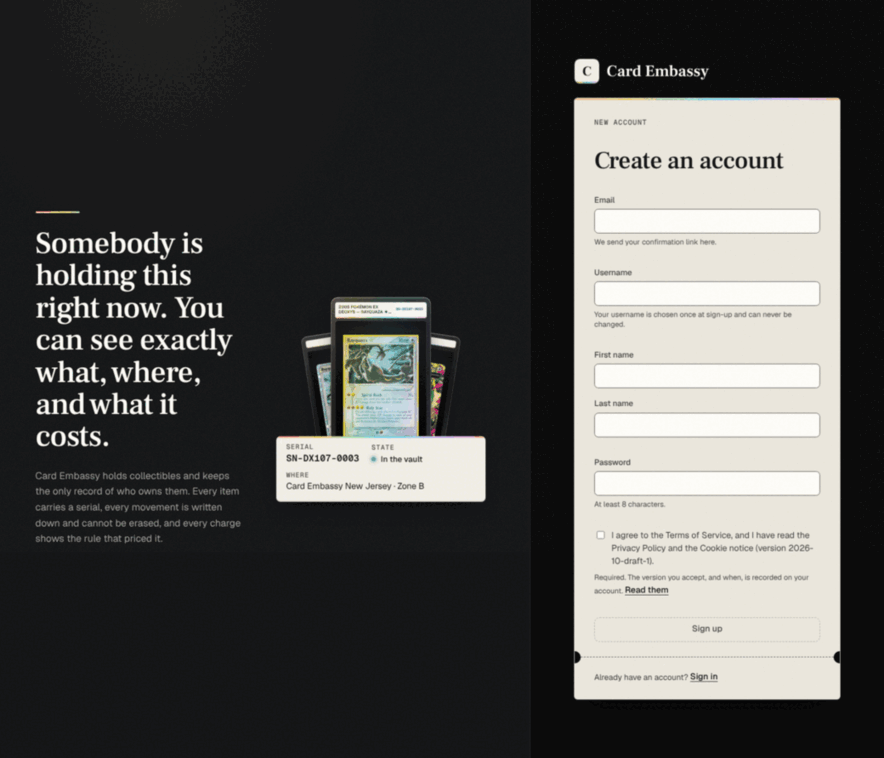 Somebody is
holding this
right now. You
can see exactly
what, where,
and what it
costs.
Card Embassy holds collectibles and keeps
the only record of who owns them. Every item
carries a serial, every movement is written
down and cannot be erased, and every charge
shows the rule that priced it.
SERIAL
SN-DX107-0003
STATE
In the vault
WHERE
Card Embassy New Jersey · Zone B
C
Card Embassy
NEW ACCOUNT
Create an account
Email
We send your confirmation link here.
Username
Your username is chosen once at sign-up and can never be
changed.
First name
Last name
Password
At least 8 characters.
I agree to the Terms of Service, and I have read the
Privacy Policy and the Cookie notice (version 2026-
10-draft-1).
Required. The version you accept, and when, is recorded on your
account. Read them
Sign up
Already have an account? Sign in